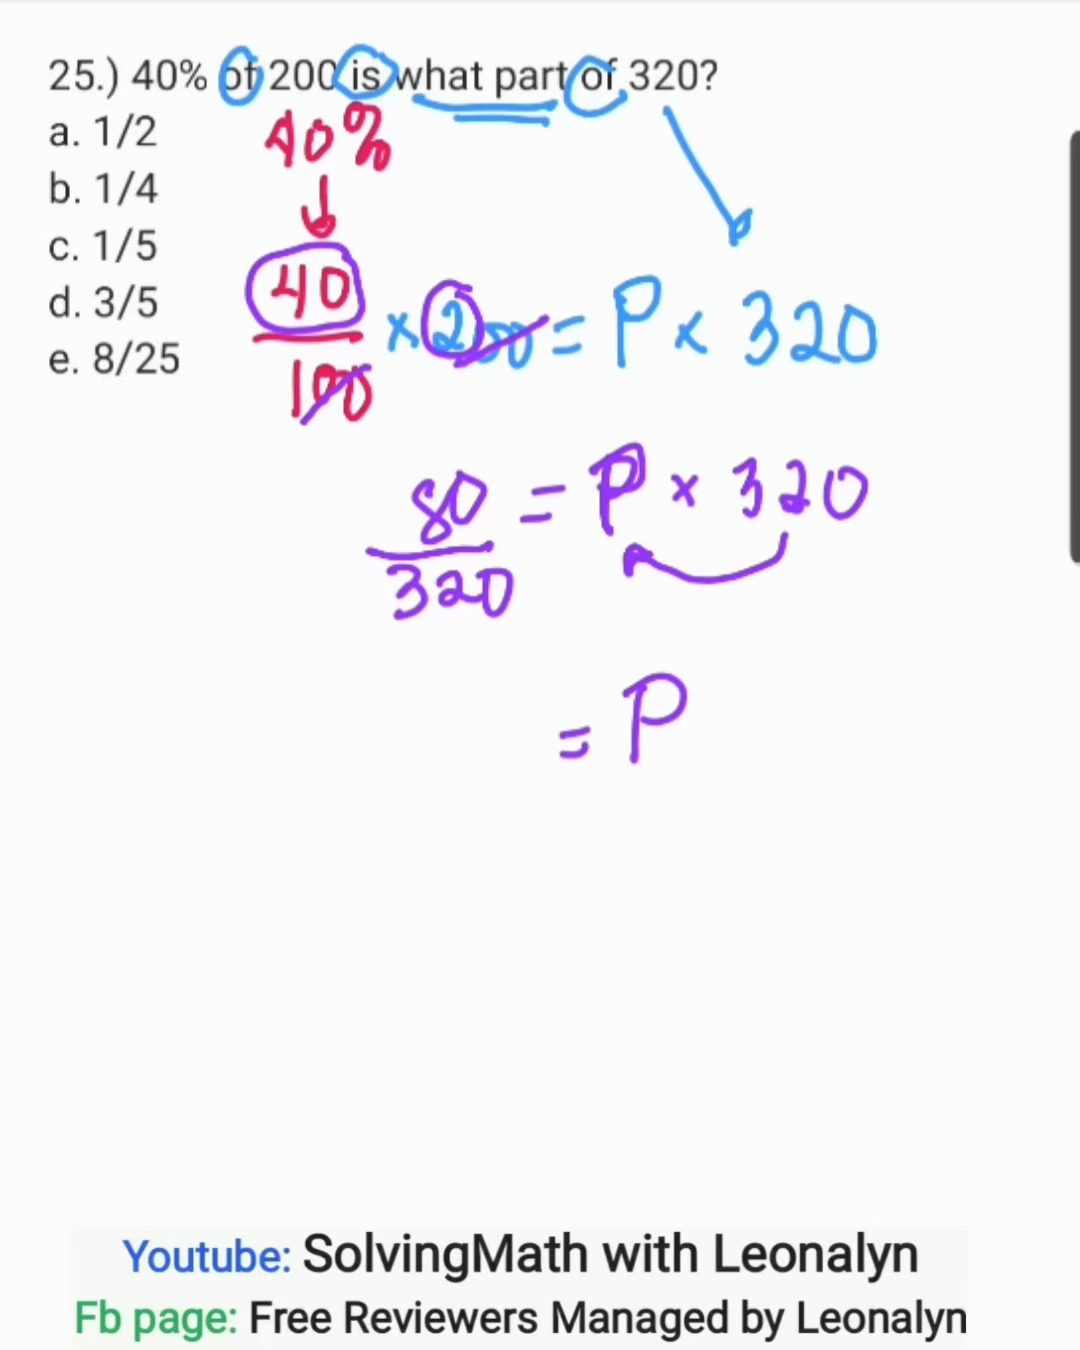 25.) 40% of 200 is what part of 320?
a. 1/2
40%
b. 1/4
c. 1/5
d. 3/5
e. 8/25
40/100 × 200 = P × 320
80 = P × 320
320
= P
Youtube: SolvingMath with Leonalyn
Fb page: Free Reviewers Managed by Leonalyn